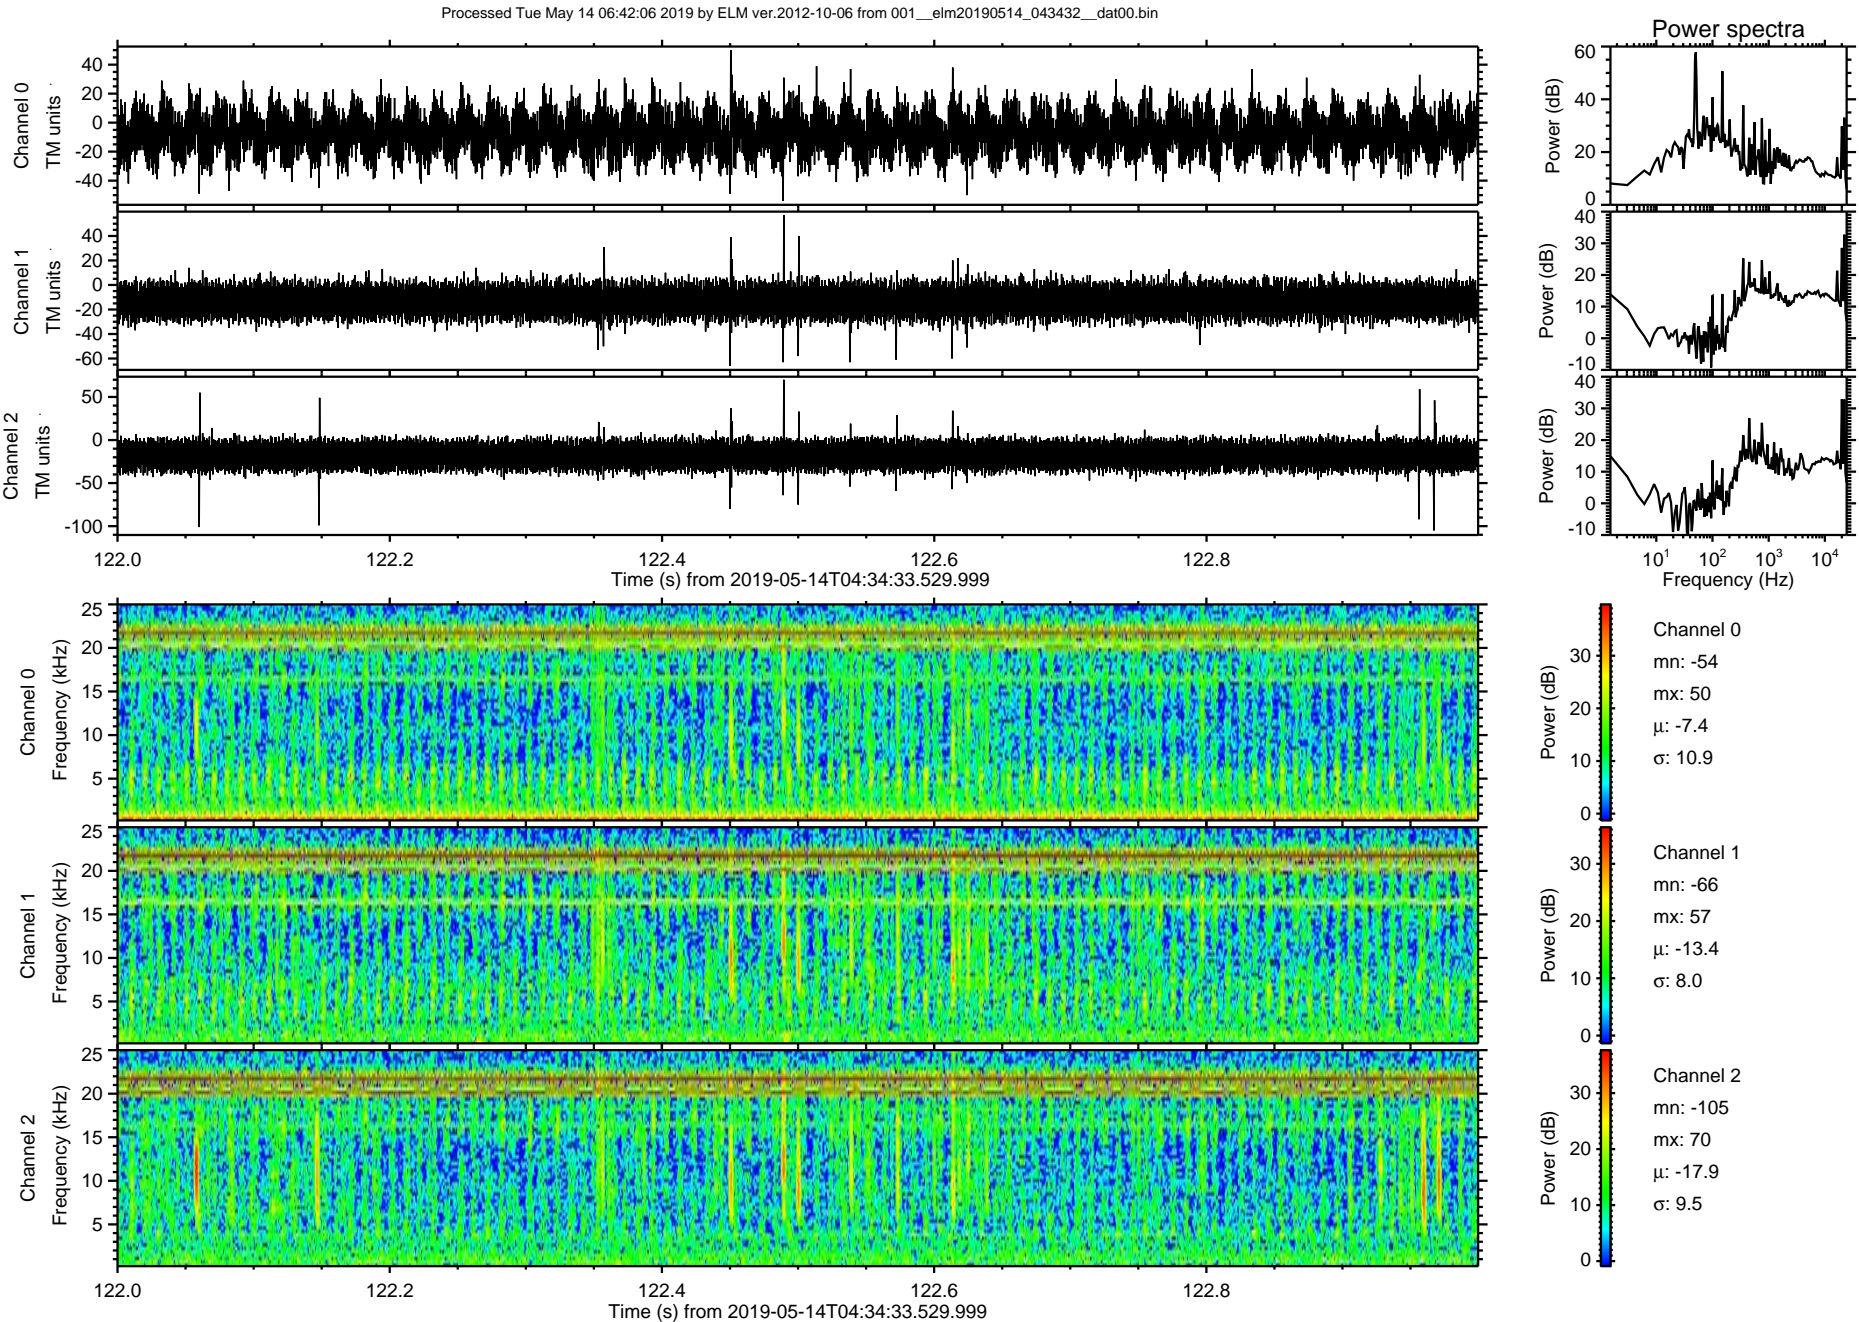 Processed Tue May 14 06:42:06 2019 by ELM ver.2012-10-06 from 001__elm20190514_043432__dat00.bin
Power spectra
Channel 0
TM units
40
20
0
-20
-40
Power (dB)
60
40
20
0
Channel 1
TM units
40
20
0
-20
-40
-60
Power (dB)
40
30
20
10
0
-10
Channel 2
TM units
50
0
-50
-100
Power (dB)
40
30
20
10
0
-10
122.0 122.2 122.4 122.6 122.8
Time (s) from 2019-05-14T04:34:33.529.999
10^1 10^2 10^3 10^4
Frequency (Hz)
Channel 0
Frequency (kHz)
25
20
15
10
5
Power (dB)
30
20
10
0
Channel 0
mn: -54
mx: 50
μ: -7.4
σ: 10.9
Channel 1
Frequency (kHz)
25
20
15
10
5
Power (dB)
30
20
10
0
Channel 1
mn: -66
mx: 57
μ: -13.4
σ: 8.0
Channel 2
Frequency (kHz)
25
20
15
10
5
Power (dB)
30
20
10
0
Channel 2
mn: -105
mx: 70
μ: -17.9
σ: 9.5
122.0 122.2 122.4 122.6 122.8
Time (s) from 2019-05-14T04:34:33.529.999